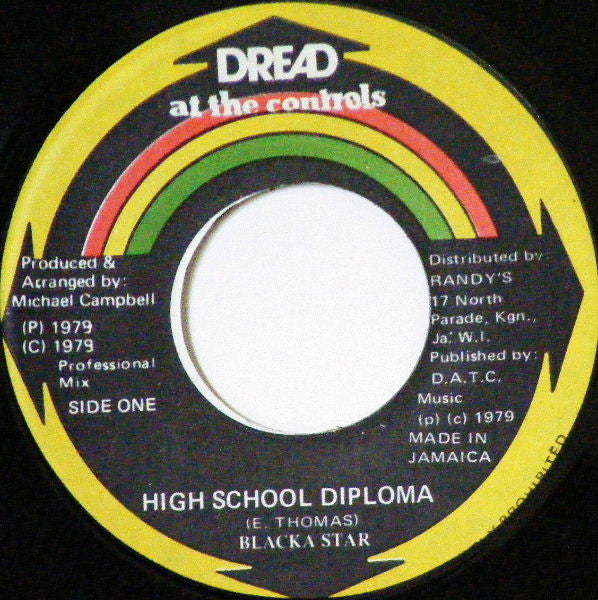 DREAD
at the controls
Produced &
Arranged by:
Michael Campbell
(P) 1979
(C) 1979
Professional
Mix
SIDE ONE
Distributed by:
RANDY'S
17 North
Parade, Kgn.,
Ja. W.I.
Published by:
D.A.T.C.
Music
(p) (c) 1979
MADE IN
JAMAICA
HIGH SCHOOL DIPLOMA
(E. THOMAS)
BLACKA STAR
PROHIBITED